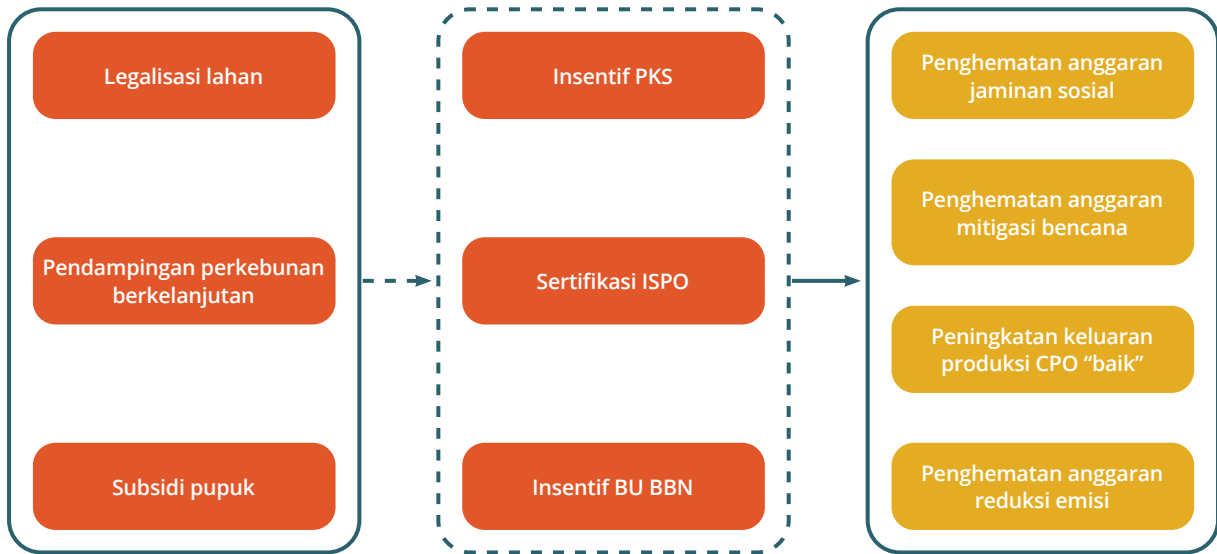 Legalisasi lahan
Pendampingan perkebunan
berkelanjutan
Subsidi pupuk
Insentif PKS
Sertifikasi ISPO
Insentif BU BBN
Penghematan anggaran
jaminan sosial
Penghematan anggaran
mitigasi bencana
Peningkatan keluaran
produksi CPO “baik”
Penghematan anggaran
reduksi emisi